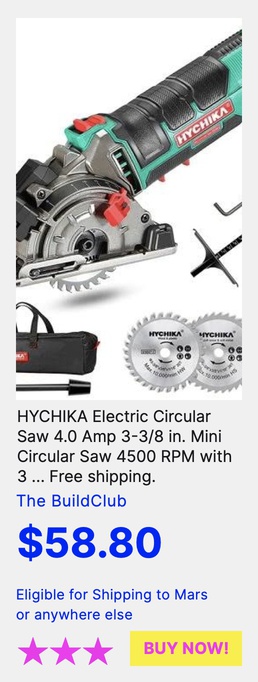 HYCHIKA
HYCHIKA
HYCHIKA
HYCHIKA Electric Circular
Saw 4.0 Amp 3-3/8 in. Mini
Circular Saw 4500 RPM with
3 ... Free shipping.
The BuildClub
$58.80
Eligible for Shipping to Mars
or anywhere else
BUY NOW!